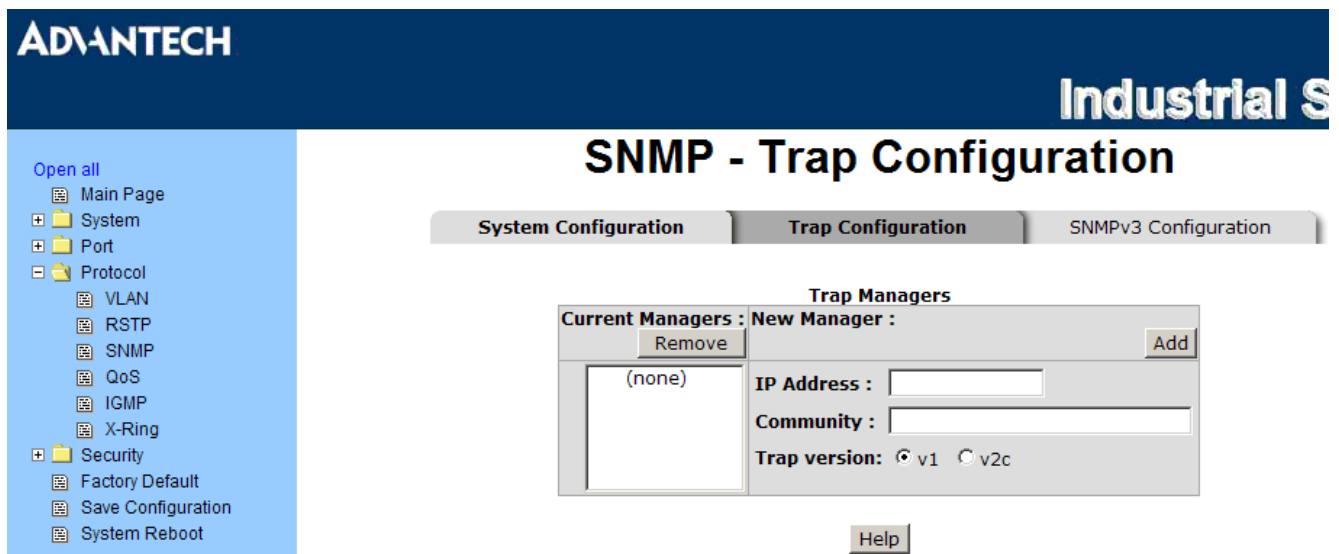 ADVANTECH
Industrial S
Open all
Main Page
System
Port
Protocol
VLAN
RSTP
SNMP
QoS
IGMP
X-Ring
Security
Factory Default
Save Configuration
System Reboot
SNMP - Trap Configuration
System Configuration Trap Configuration SNMPv3 Configuration
Trap Managers
Current Managers : New Manager :
Remove Add
(none)
IP Address :
Community :
Trap version: v1 v2c
Help